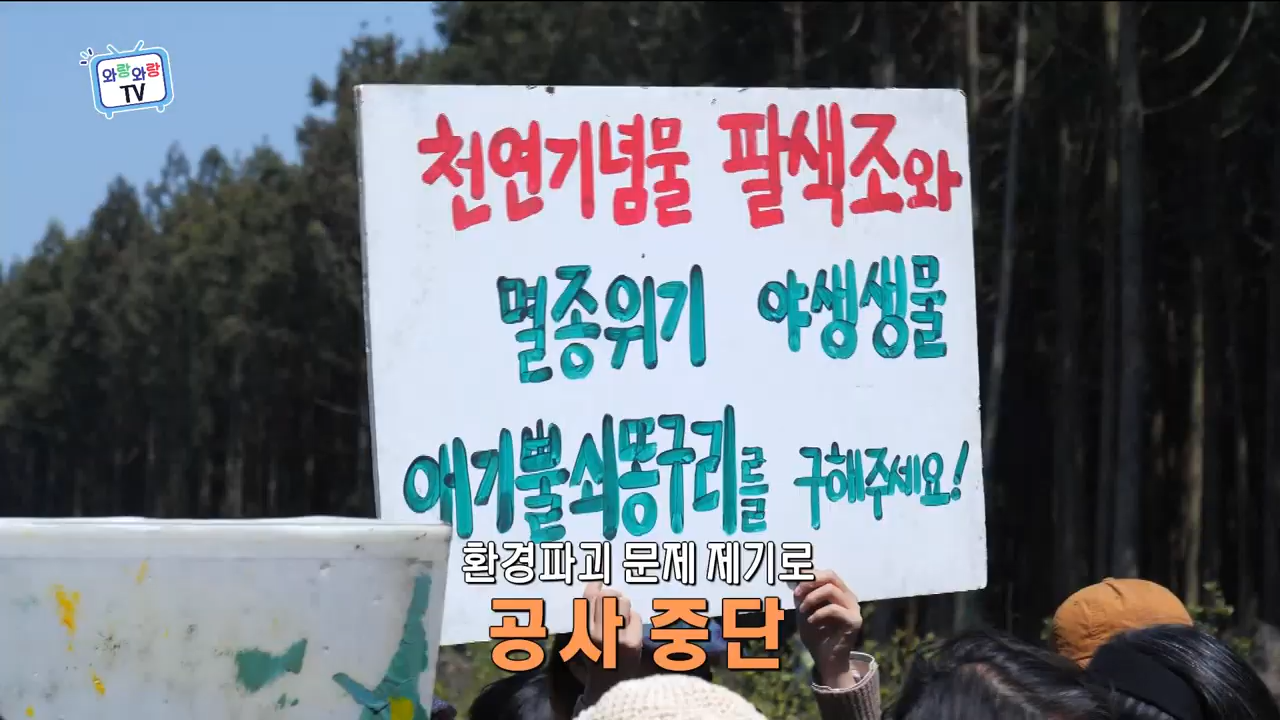 와랑와랑
TV
천연기념물 팔색조와
멸종위기 야생생물
애기뿔쇠똥구리를 구해주세요!
환경파괴 문제 제기로
공사 중단